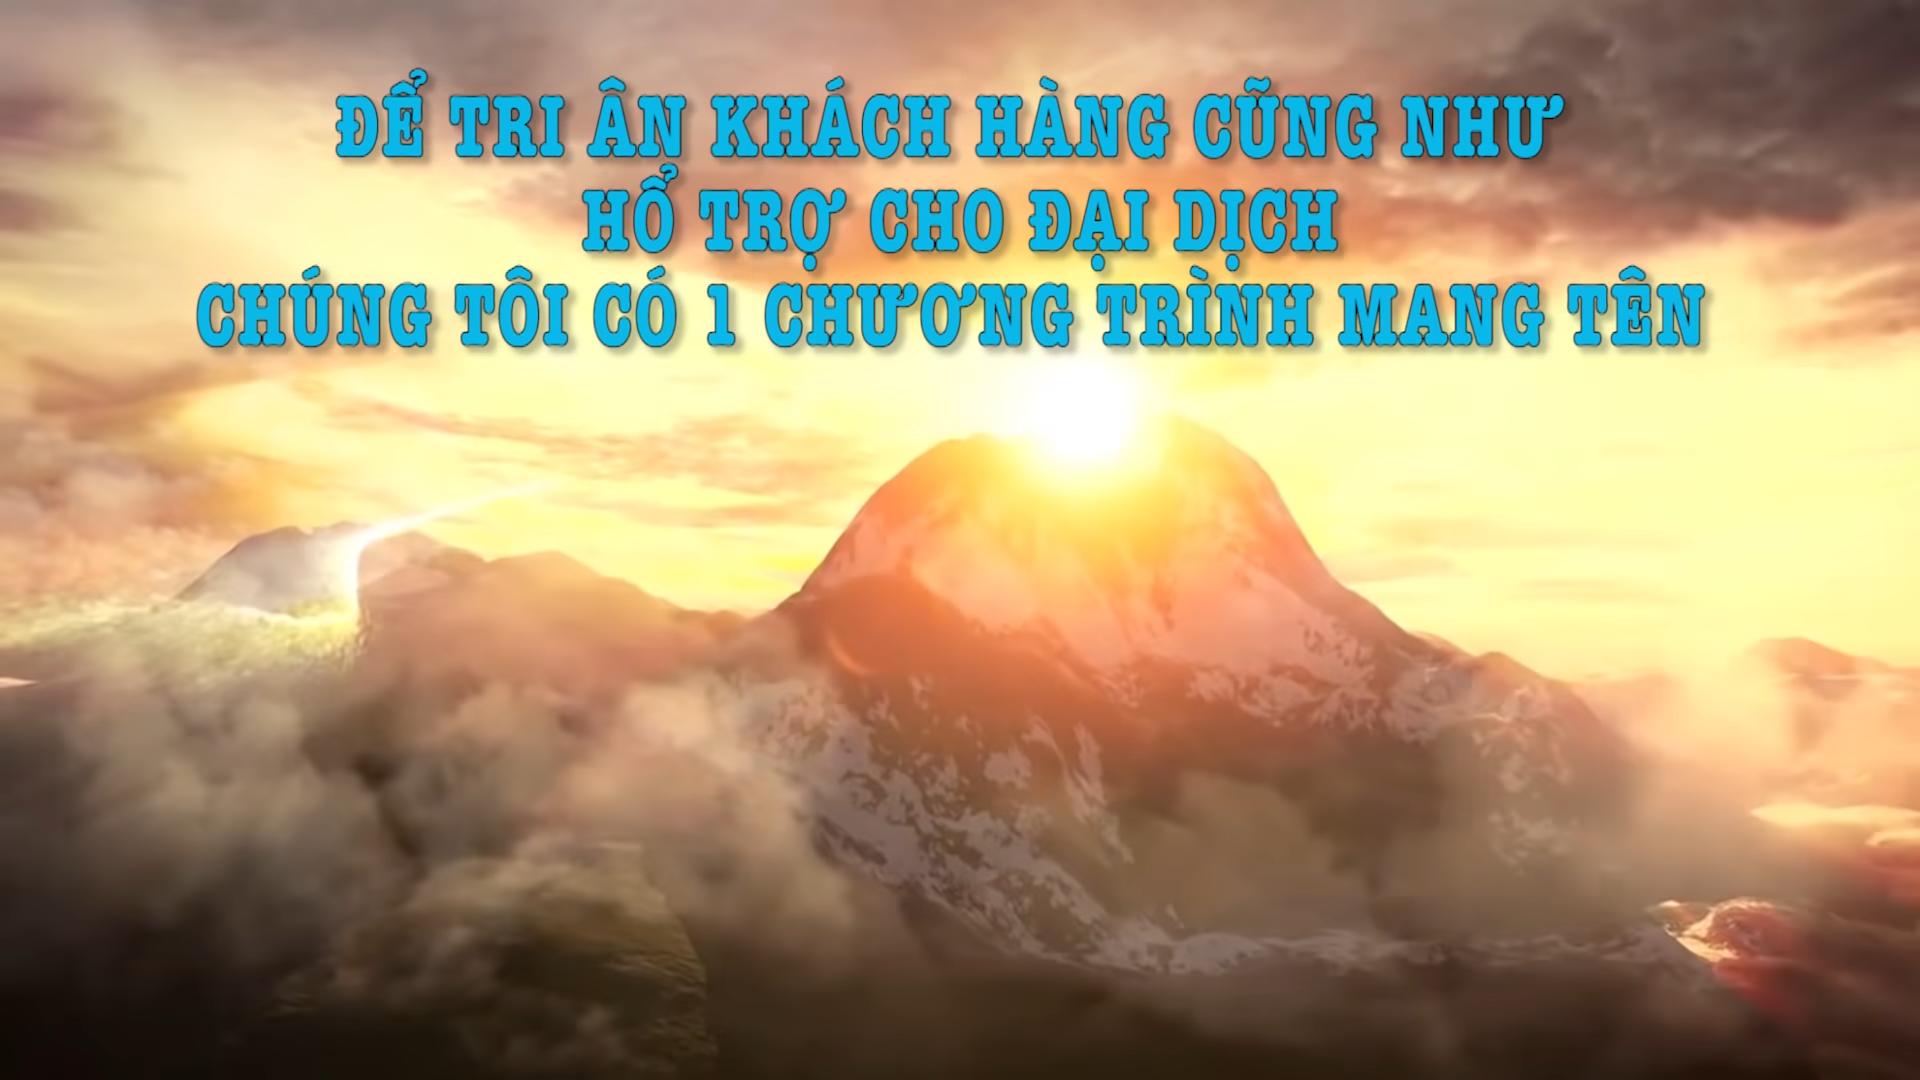 ĐỂ TRI ÂN KHÁCH HÀNG CŨNG NHƯ
HỔ TRỢ CHO ĐẠI DỊCH
CHÚNG TÔI CÓ 1 CHƯƠNG TRÌNH MANG TÊN